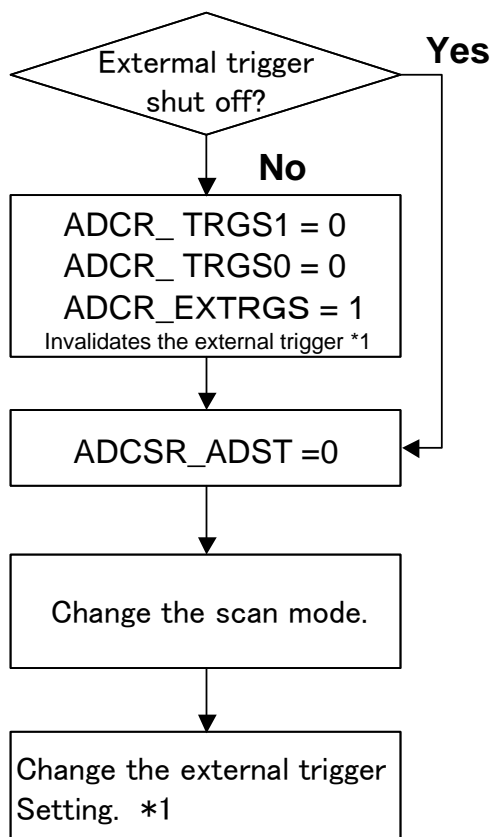 Extermal trigger
shut off?
Yes
No
ADCR_ TRGS1 = 0
ADCR_ TRGS0 = 0
ADCR_EXTRGS = 1
Invalidates the external trigger *1
ADCSR_ADST =0
Change the scan mode.
Change the external trigger
Setting. *1